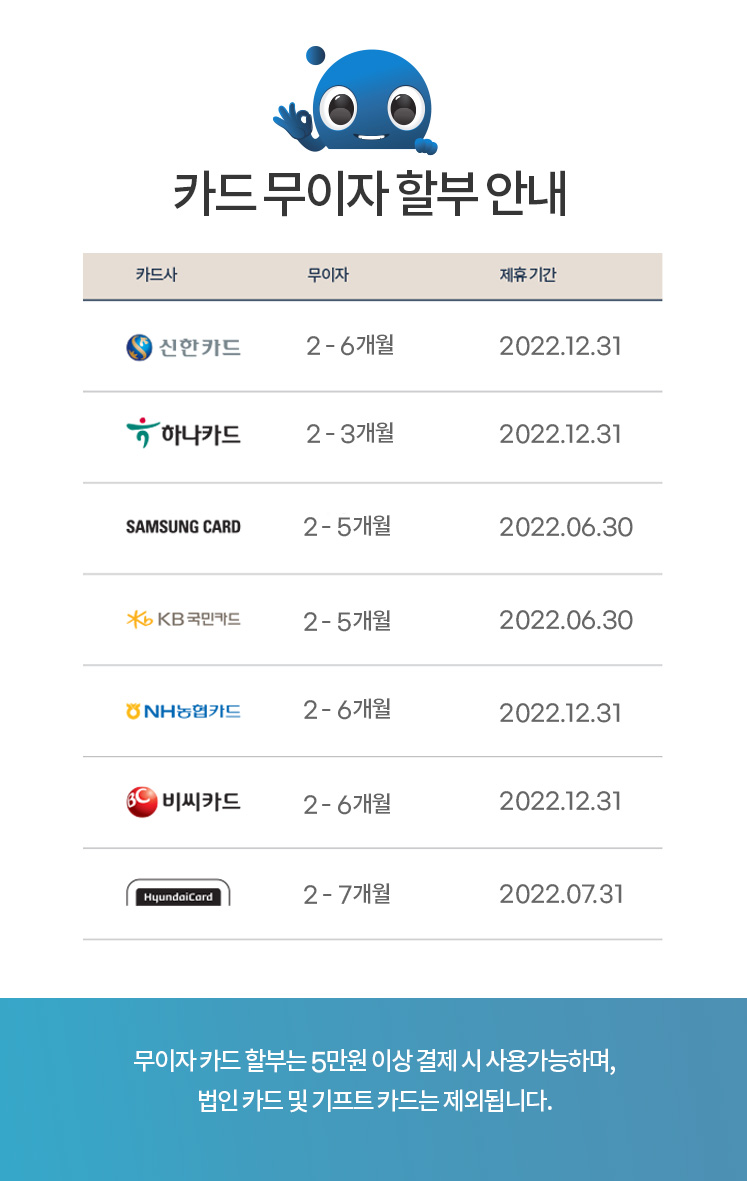 카드 무이자 할부 안내
카드사 무이자 제휴 기간
신한카드 2 - 6개월 2022.12.31
하나카드 2 - 3개월 2022.12.31
SAMSUNG CARD 2 - 5개월 2022.06.30
KB국민카드 2 - 5개월 2022.06.30
NH농협카드 2 - 6개월 2022.12.31
BC 비씨카드 2 - 6개월 2022.12.31
HyundaiCard 2 - 7개월 2022.07.31
무이자 카드 할부는 5만원 이상 결제 시 사용가능하며,
법인 카드 및 기프트 카드는 제외됩니다.